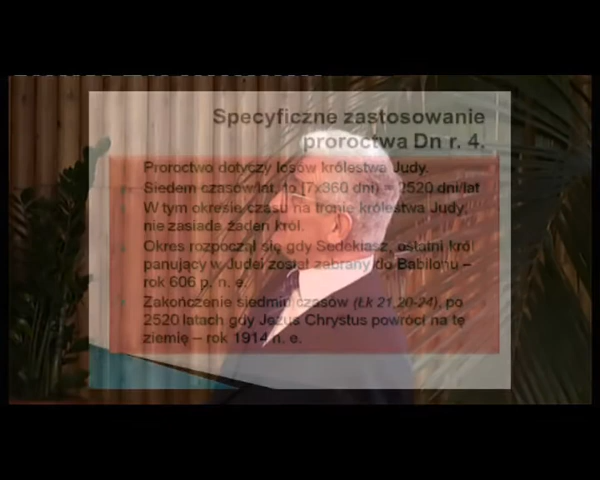 Specyficzne zastosowanie
proroctwa Dn r. 4.
Proroctwo dotyczy losów królestwa Judy.
Siedem czasów/lat, to (7x360 dni) = 2520 dni/lat
W tym okresie czasu na tronie królestwa Judy,
nie zasiada żaden król.
Okres rozpoczął się gdy Sedekiasz, ostatni król
panujący w Judei został zabrany do Babilonu –
rok 606 p. n. e.
Zakończenie siedmiu czasów (Łk 21,20-24), po
2520 latach gdy Jezus Chrystus powróci na tę
ziemię – rok 1914 n. e.